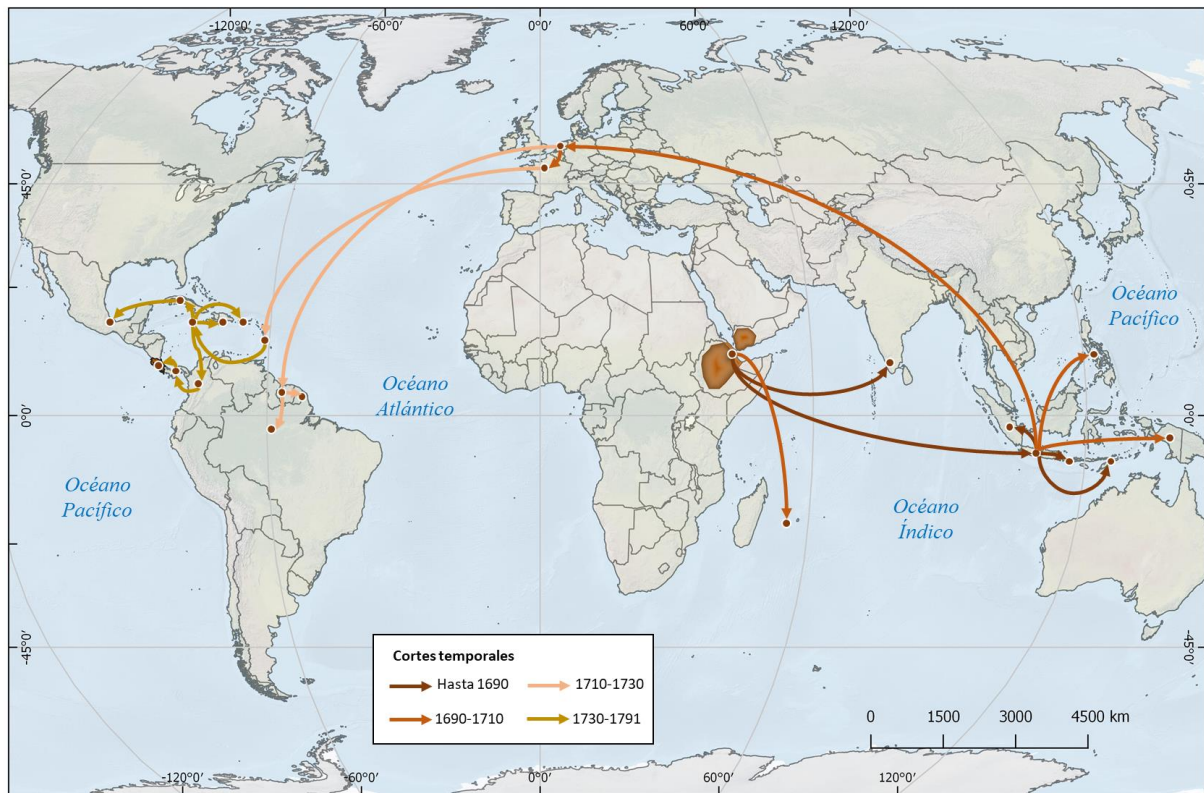 -120°0' -60°0' 0°0' 60°0' 120°0'
45°0' 45°0'
Océano
Pacífico
Océano
Atlántico
0°0' 0°0'
Océano
Pacífico
Océano
Índico
-45°0' -45°0'
Cortes temporales
Hasta 1690 1710-1730
1690-1710 1730-1791
0 1500 3000 4500 km
-120°0' -60°0' 0°0' 60°0' 120°0'